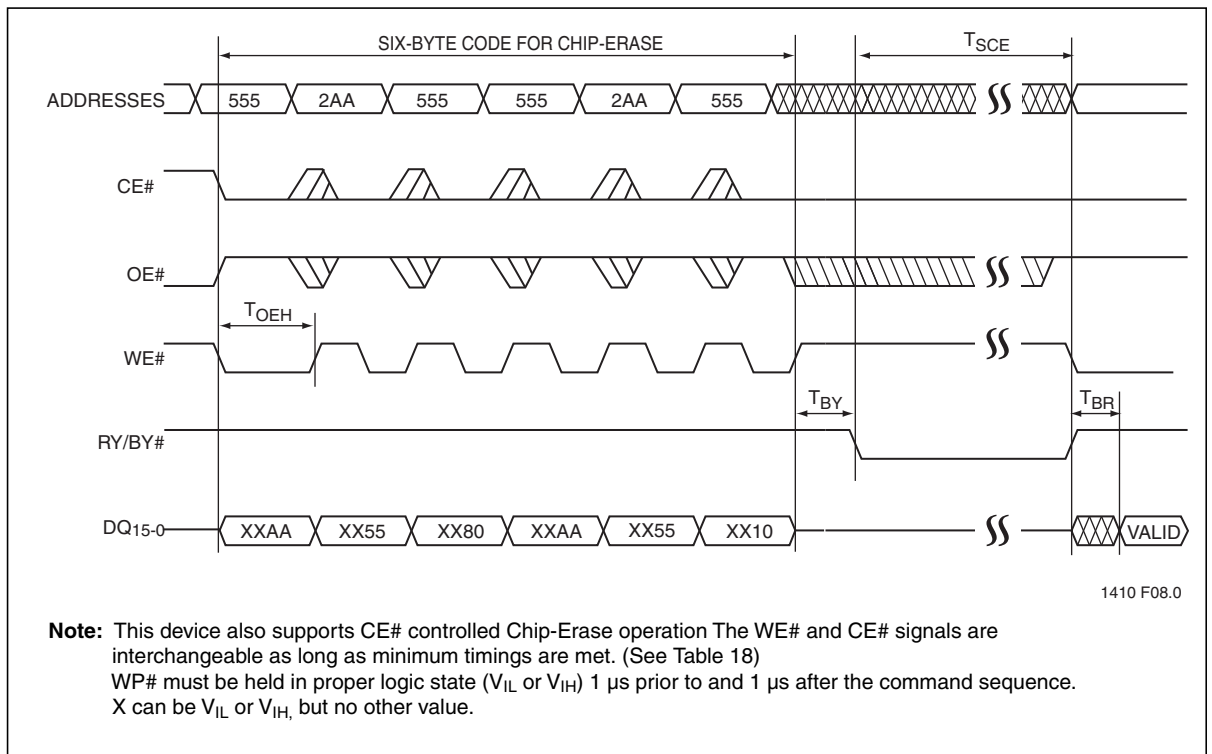 SIX-BYTE CODE FOR CHIP-ERASE
TSCE
ADDRESSES 555 2AA 555 555 2AA 555
CE#
OE#
TOEH
WE#
TBY TBR
RY/BY#
DQ15-0 XXAA XX55 XX80 XXAA XX55 XX10 VALID
1410 F08.0
Note: This device also supports CE# controlled Chip-Erase operation The WE# and CE# signals are
interchangeable as long as minimum timings are met. (See Table 18)
WP# must be held in proper logic state (VIL or VIH) 1 µs prior to and 1 µs after the command sequence.
X can be VIL or VIH, but no other value.